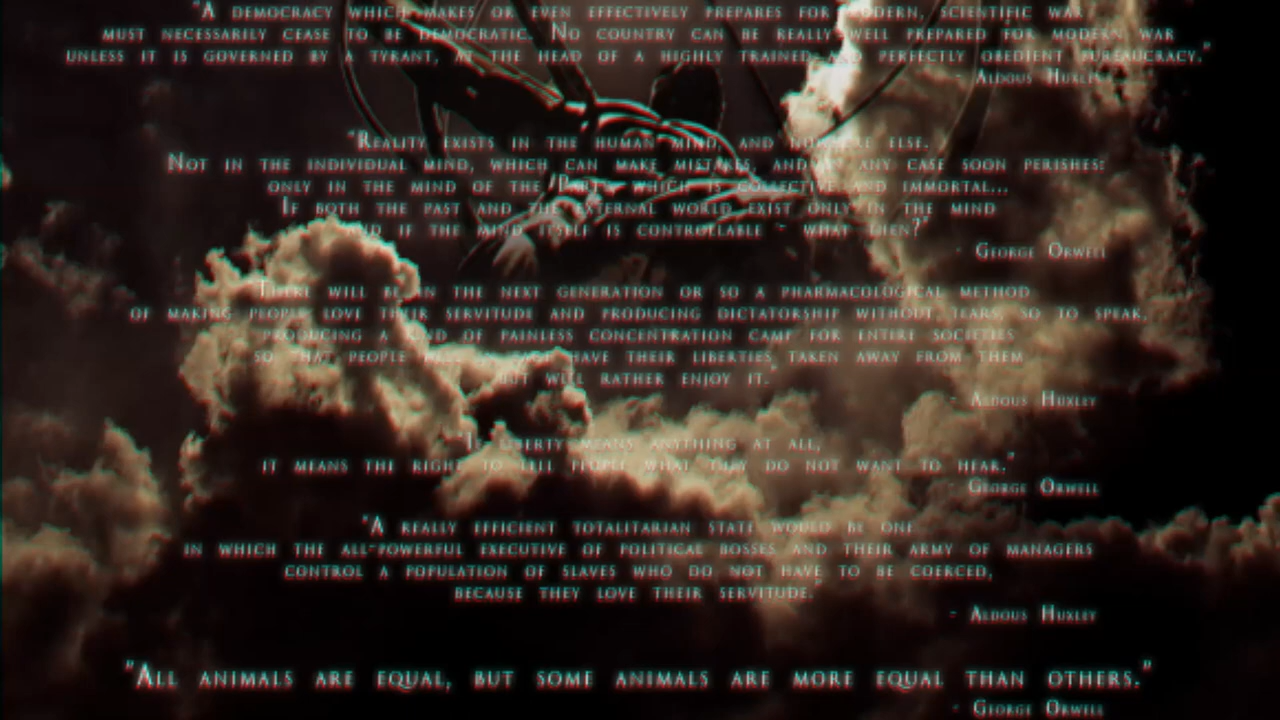 "A democracy which makes or even effectively prepares for modern, scientific war
must necessarily cease to be democratic. No country can be really well prepared for modern war
unless it is governed by a tyrant, at the head of a highly trained and perfectly obedient bureaucracy."
- Aldous Huxley
"Reality exists in the human mind, and nowhere else.
Not in the individual mind, which can make mistakes, and in any case soon perishes:
only in the mind of the Party, which is collective and immortal...
If both the past and the external world exist only in the mind
and if the mind itself is controllable - what then?"
- George Orwell
There will be in the next generation or so a pharmacological method
of making people love their servitude and producing dictatorship without tears, so to speak,
producing a kind of painless concentration camp for entire societies
so that people will have their liberties taken away from them
but will rather enjoy it."
- Aldous Huxley
"If liberty means anything at all,
it means the right to tell people what they do not want to hear."
- George Orwell
"A really efficient totalitarian state would be one
in which the all-powerful executive of political bosses and their army of managers
control a population of slaves who do not have to be coerced,
because they love their servitude."
- Aldous Huxley
"All animals are equal, but some animals are more equal than others."
- George Orwell